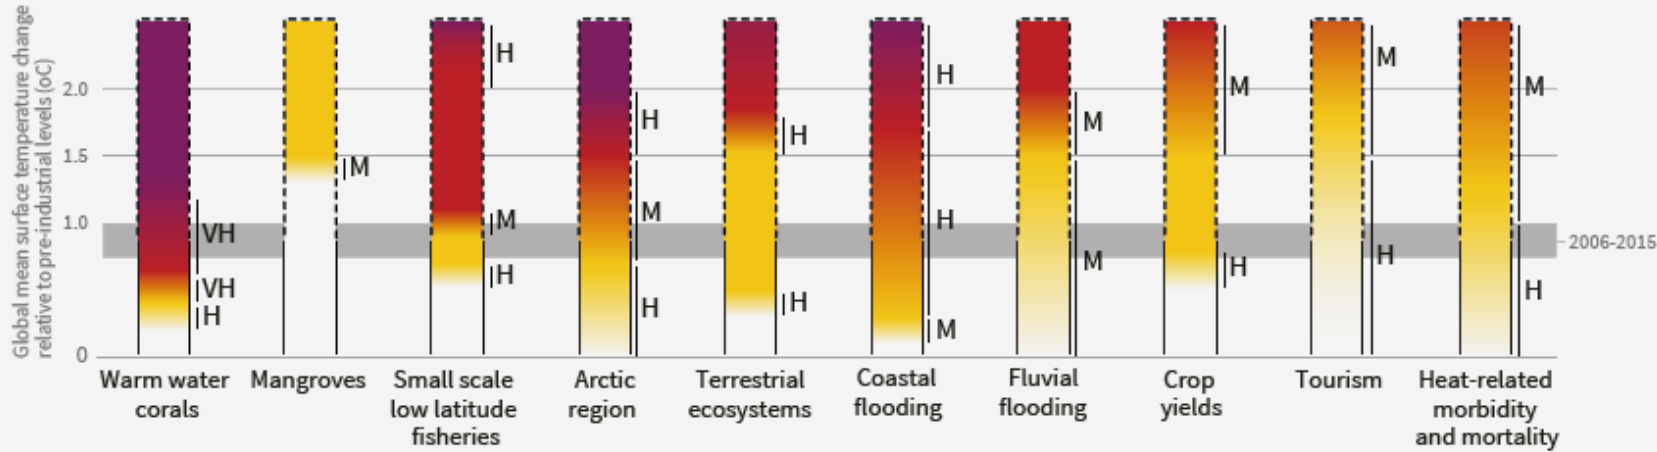 Global mean surface temperature change
relative to pre-industrial levels (oC)
2.0
1.5
1.0
0
VH
VH
H
M
H
M
H
H
M
H
H
H
H
H
M
M
M
M
H
M
H
M
H
2006-2015
Warm water
corals
Mangroves
Small scale
low latitude
fisheries
Arctic
region
Terrestrial
ecosystems
Coastal
flooding
Fluvial
flooding
Crop
yields
Tourism
Heat-related
morbidity
and mortality